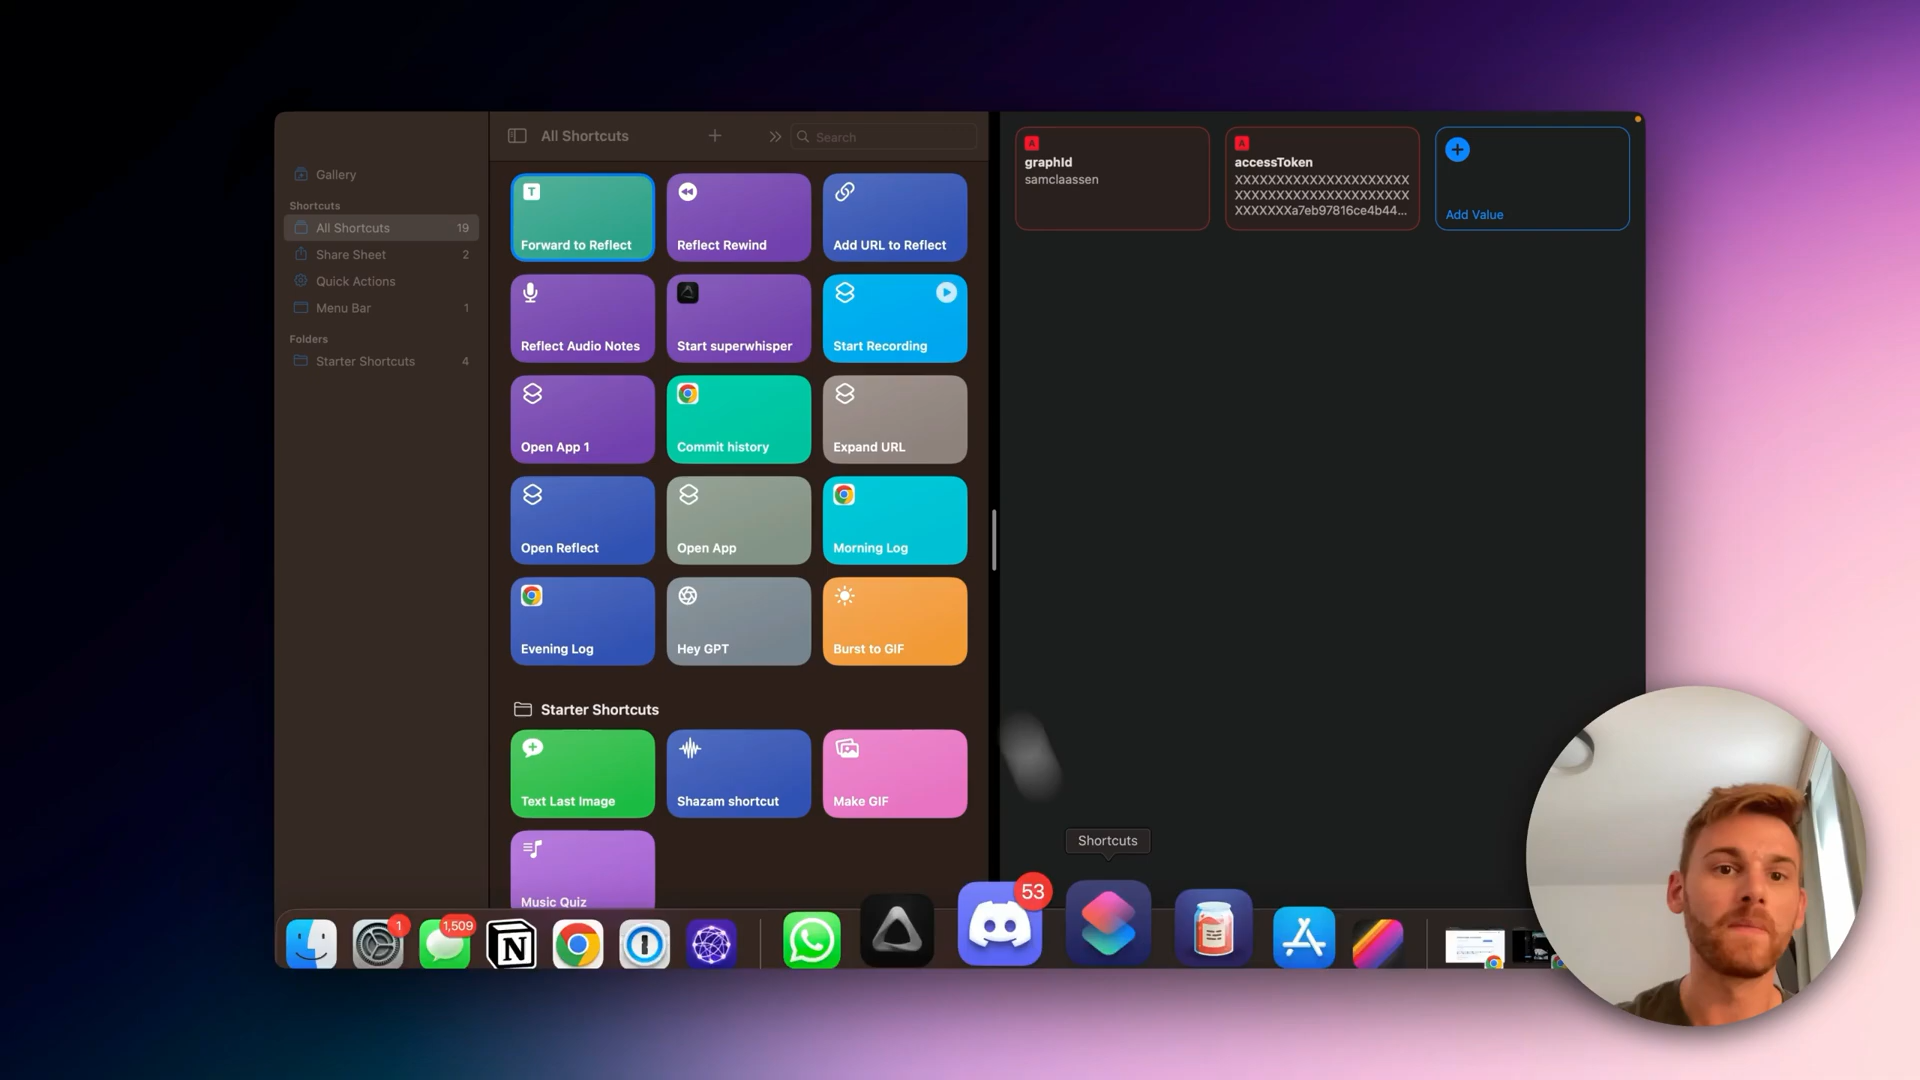 All Shortcuts
Search
Gallery
Shortcuts
All Shortcuts 19
Share Sheet 2
Quick Actions
Menu Bar 1
Folders
Starter Shortcuts 4
T
Forward to Reflect
Reflect Rewind
Add URL to Reflect
Reflect Audio Notes
Start superwhisper
Start Recording
Open App 1
Commit history
Expand URL
Open Reflect
Open App
Morning Log
Evening Log
Hey GPT
Burst to GIF
Starter Shortcuts
Text Last Image
Shazam shortcut
Make GIF
Music Quiz
A
graphId
samclaassen
A
accessToken
XXXXXXXXXXXXXXXXXXXXX
XXXXXXXXXXXXXXXXXXXXX
XXXXXXXa7eb97816ce4b44...
Add Value
Shortcuts
1
1,509
N
53